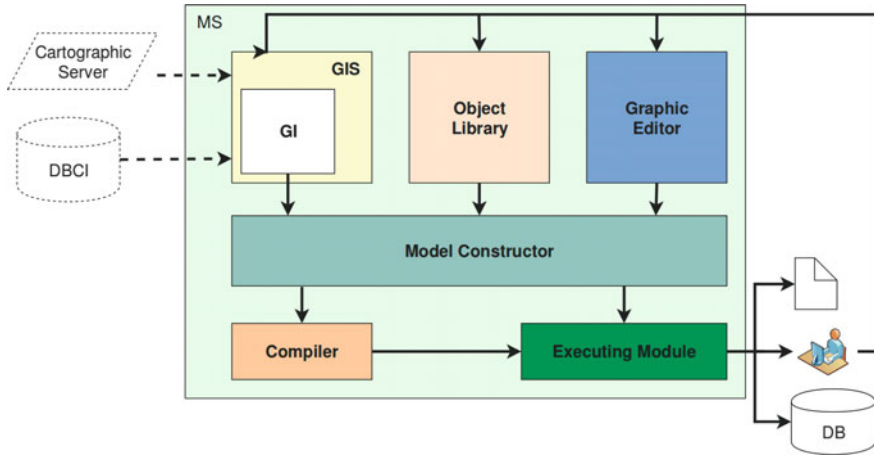 MS
Cartographic
Server
GIS
GI
Object
Library
Graphic
Editor
DBCI
Model Constructor
Compiler
Executing Module
DB